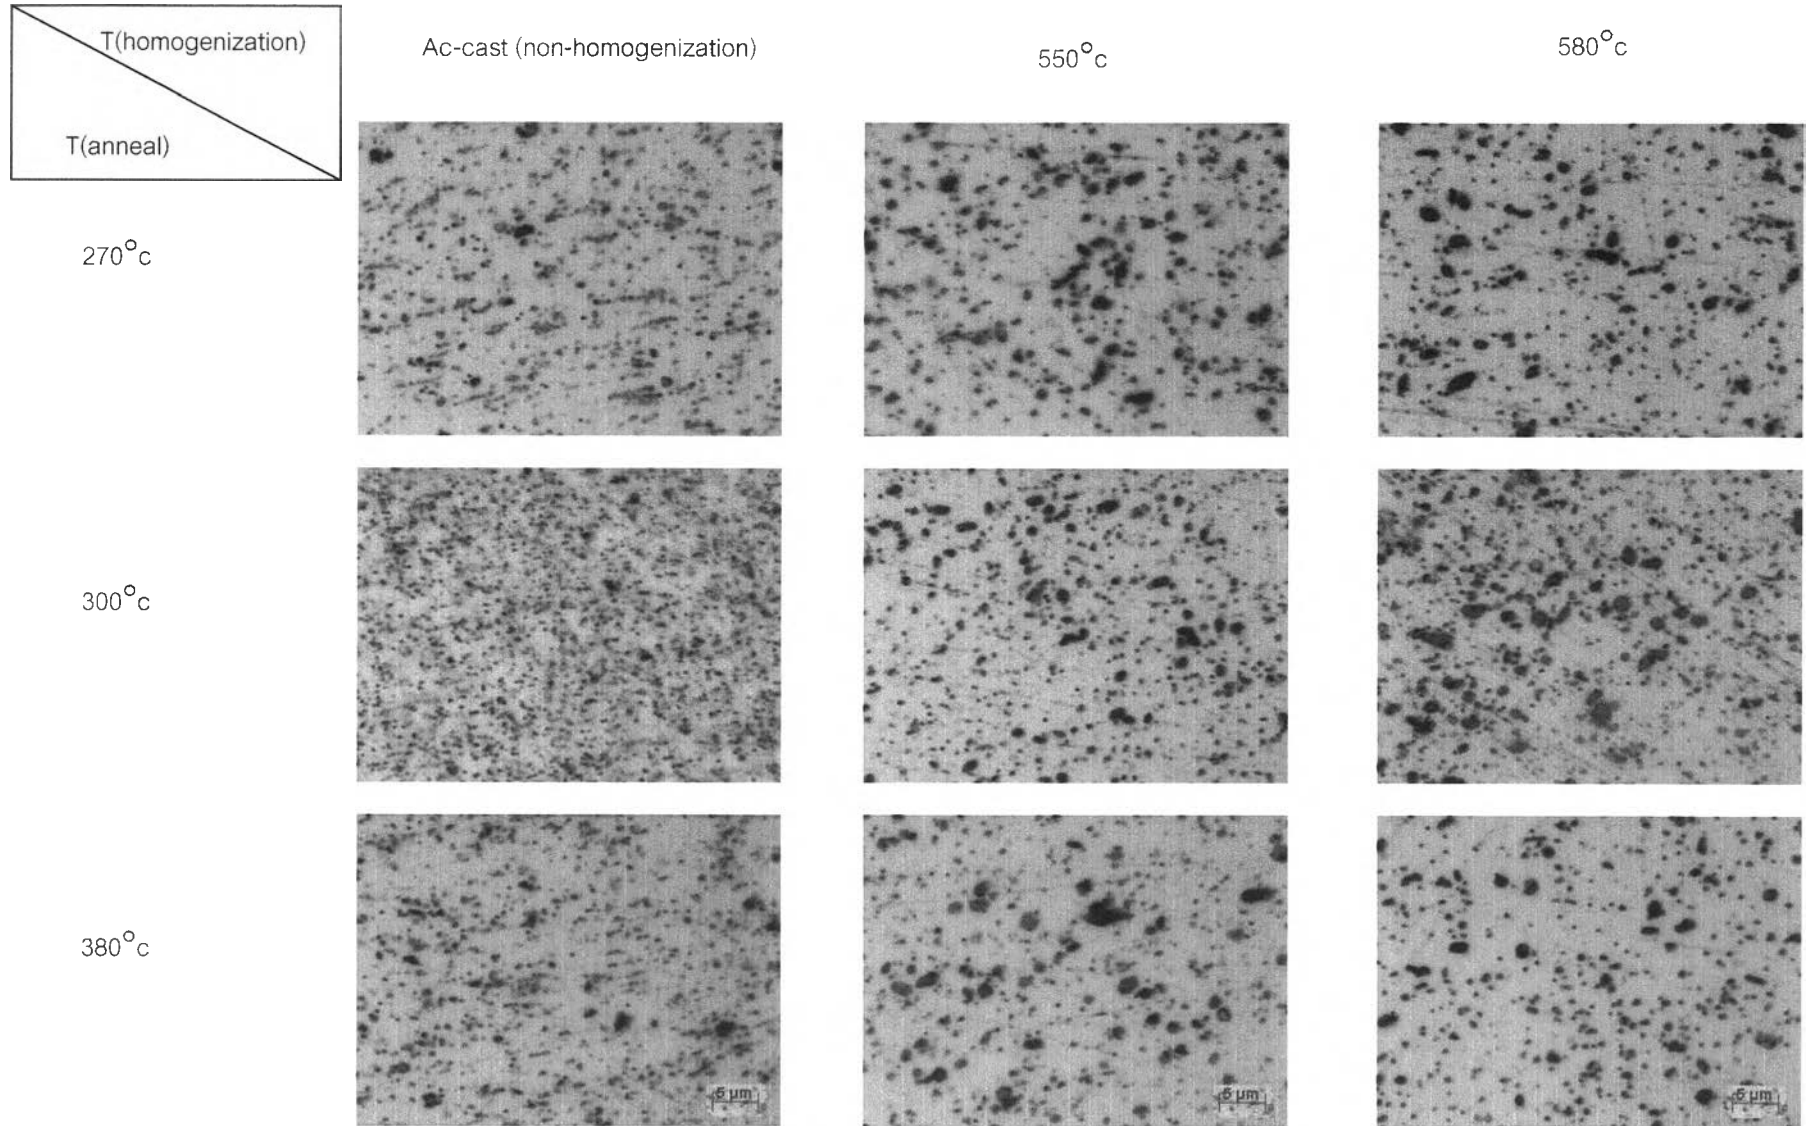 T(homogenization)
T(anneal)
Ac-cast (non-homogenization)
550°c
580°c
270°c
300°c
380°c
5 µm
5 µm
5 µm